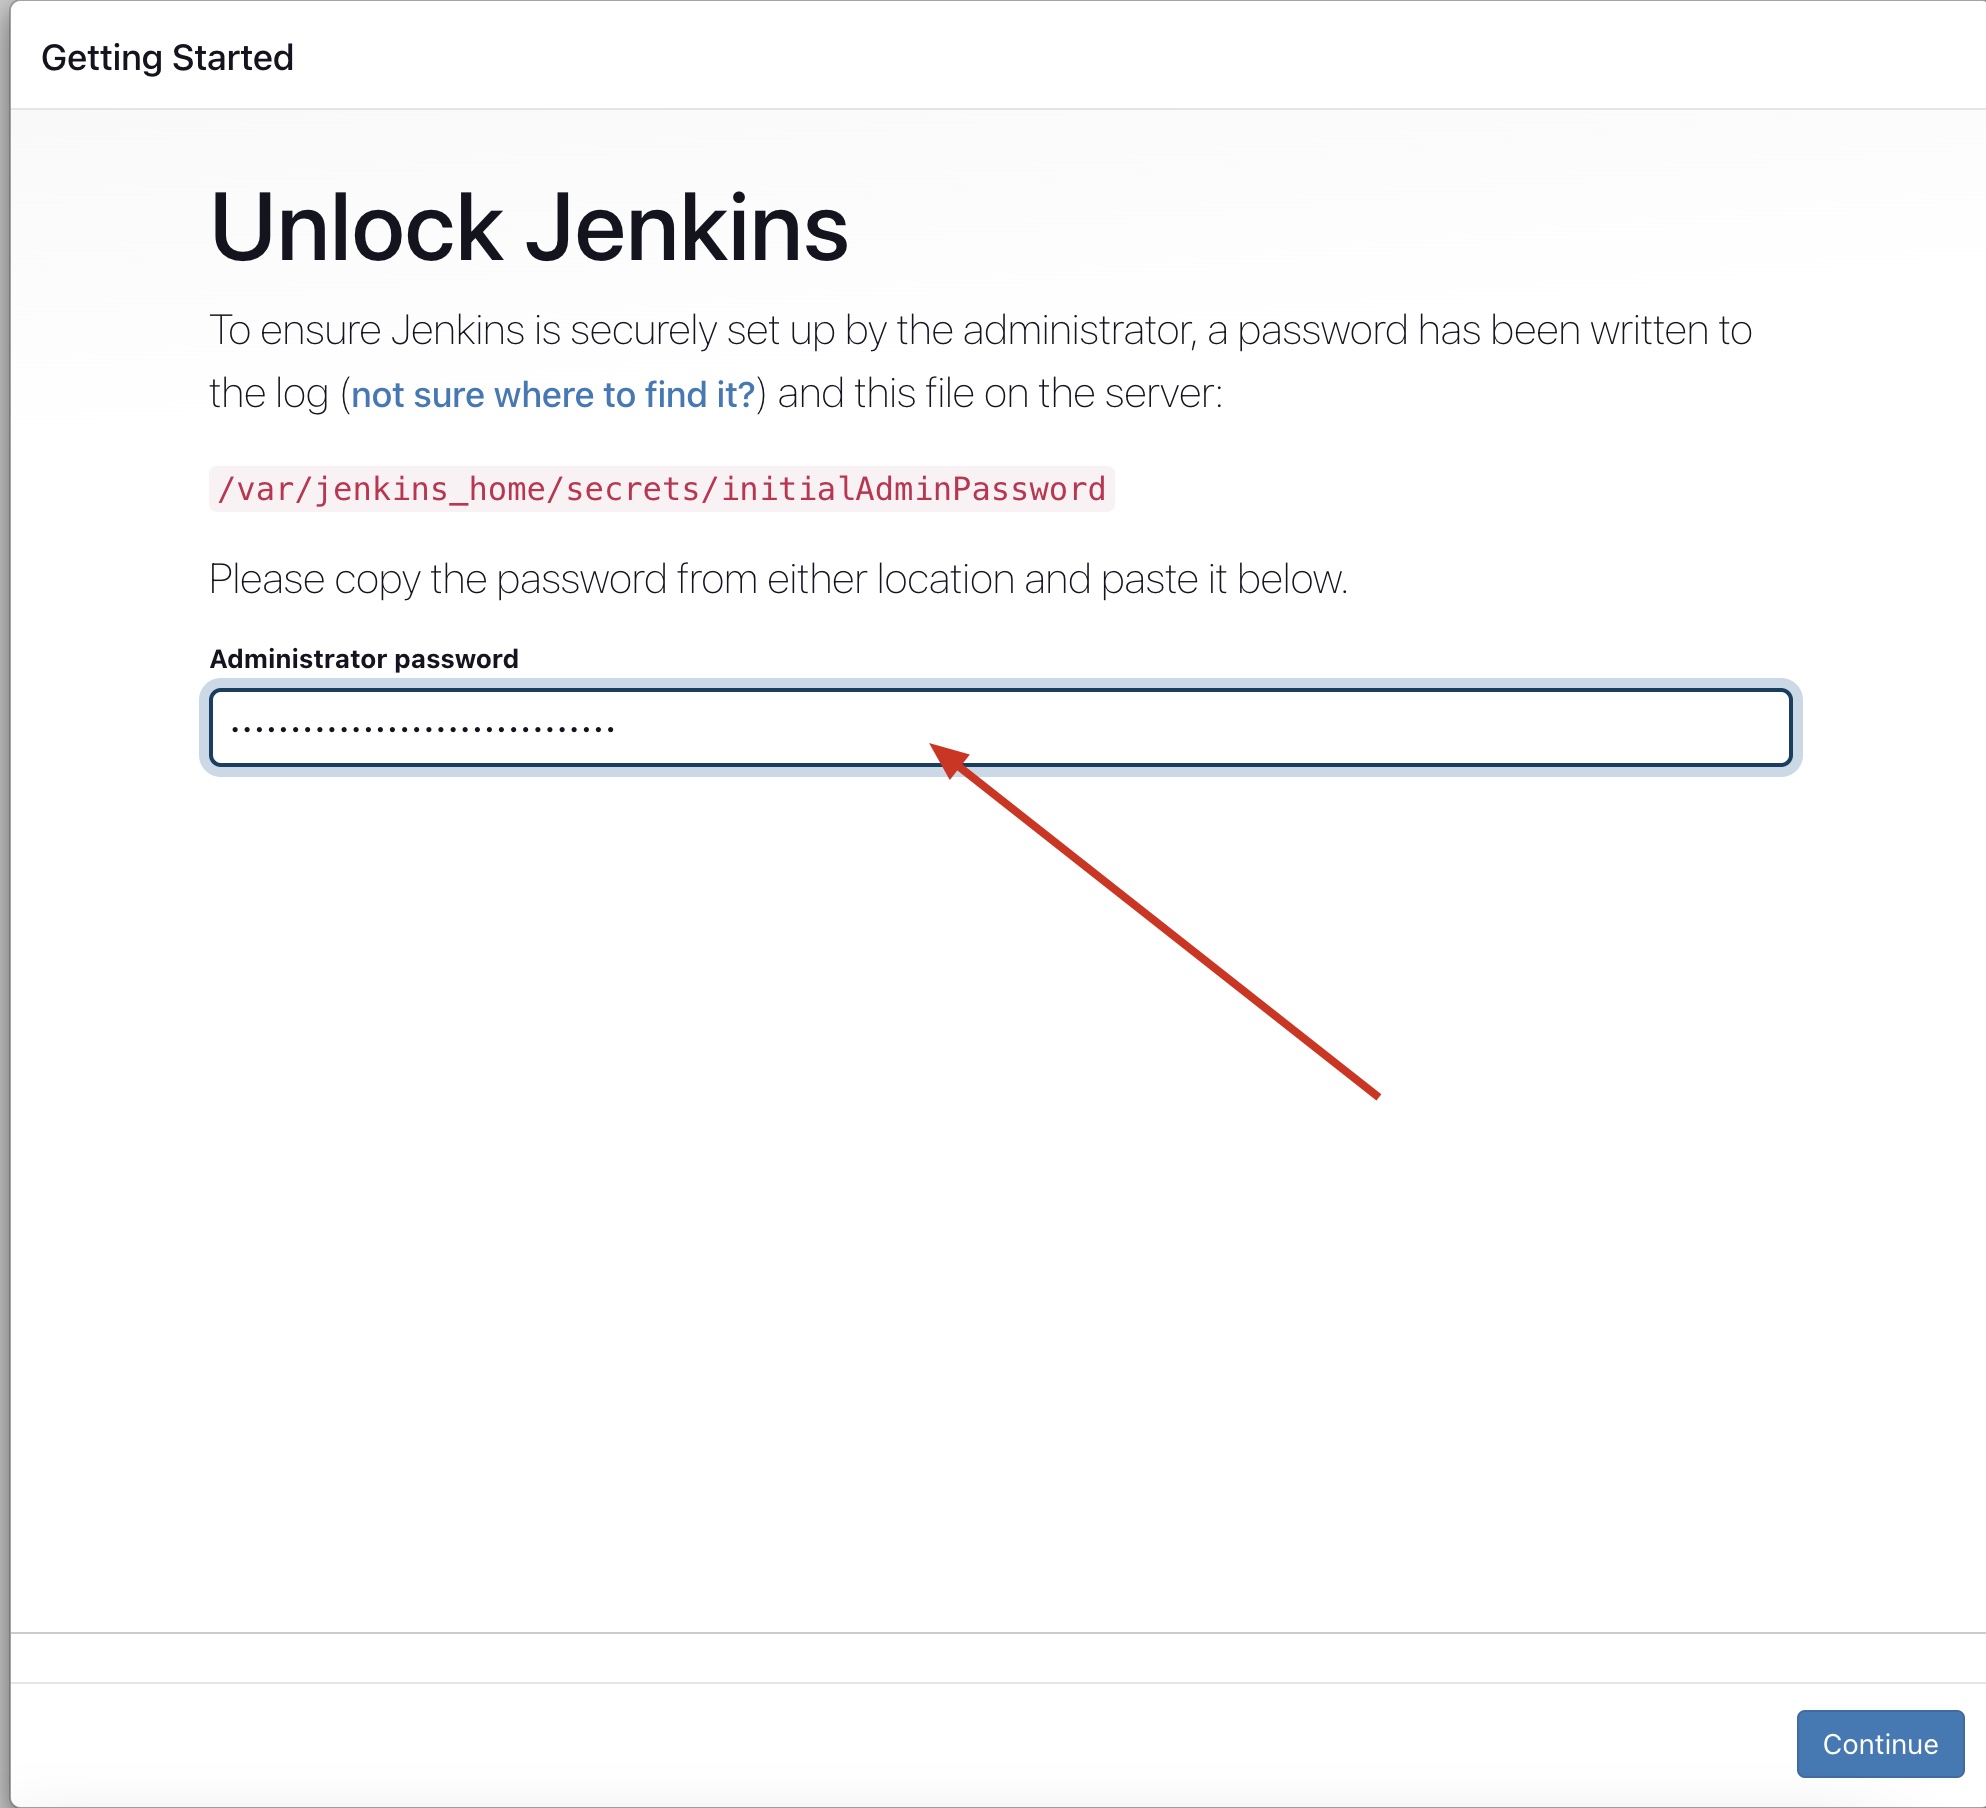 Getting Started
Unlock Jenkins
To ensure Jenkins is securely set up by the administrator, a password has been written to
the log (not sure where to find it?) and this file on the server:
/var/jenkins_home/secrets/initialAdminPassword
Please copy the password from either location and paste it below.
Administrator password
••••••••••••••••••••••••••••••••
Continue